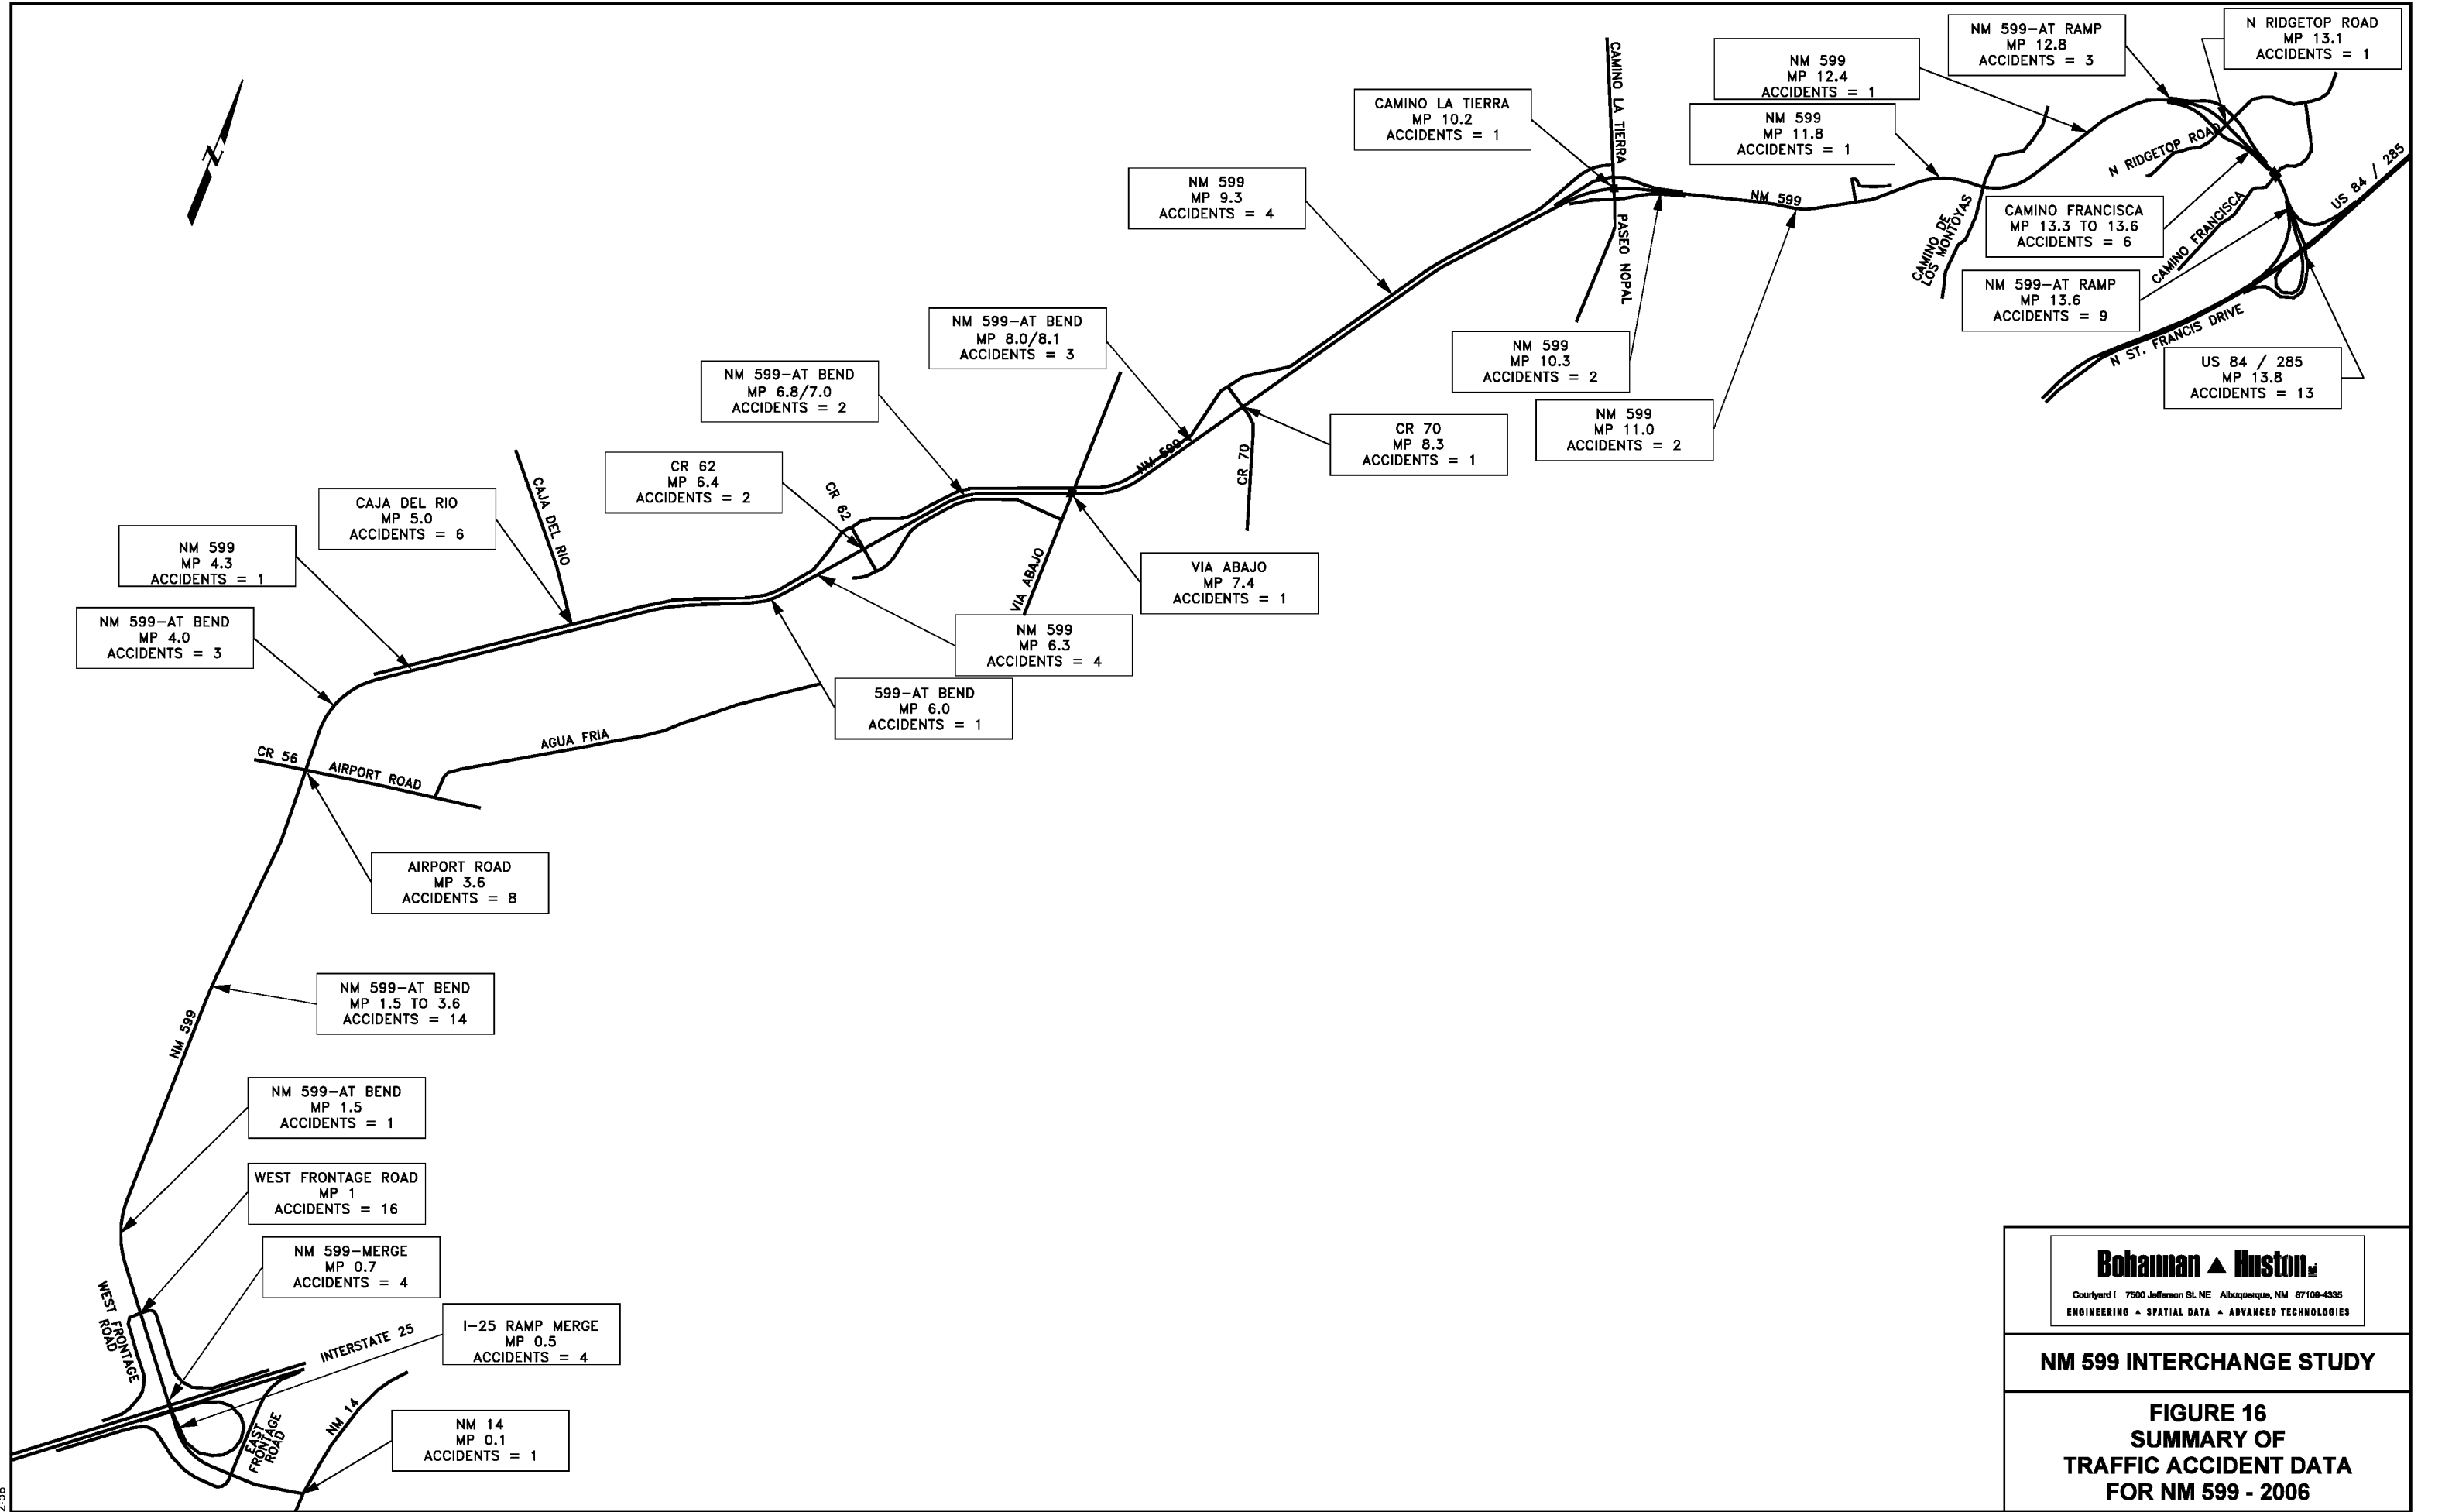 N RIDGETOP ROAD
MP 13.1
ACCIDENTS = 1
NM 599-AT RAMP
MP 12.8
ACCIDENTS = 3
NM 599
MP 12.4
ACCIDENTS = 1
NM 599
MP 11.8
ACCIDENTS = 1
CAMINO LA TIERRA
MP 10.2
ACCIDENTS = 1
CAMINO LA TIERRA
PASEO NOPAL
NM 599
N RIDGETOP ROAD
US 84 / 285
CAMINO DE
LOS MONTOYAS
CAMINO FRANCISCA
MP 13.3 TO 13.6
ACCIDENTS = 6
CAMINO FRANCISCA
NM 599-AT RAMP
MP 13.6
ACCIDENTS = 9
N ST. FRANCIS DRIVE
US 84 / 285
MP 13.8
ACCIDENTS = 13
NM 599
MP 9.3
ACCIDENTS = 4
NM 599
MP 10.3
ACCIDENTS = 2
NM 599
MP 11.0
ACCIDENTS = 2
NM 599-AT BEND
MP 8.0/8.1
ACCIDENTS = 3
NM 599-AT BEND
MP 6.8/7.0
ACCIDENTS = 2
CR 70
MP 8.3
ACCIDENTS = 1
NM 599
CR 70
CR 62
MP 6.4
ACCIDENTS = 2
CR 62
CAJA DEL RIO
MP 5.0
ACCIDENTS = 6
CAJA DEL RIO
NM 599
MP 4.3
ACCIDENTS = 1
VIA ABAJO
VIA ABAJO
MP 7.4
ACCIDENTS = 1
NM 599-AT BEND
MP 4.0
ACCIDENTS = 3
NM 599
MP 6.3
ACCIDENTS = 4
599-AT BEND
MP 6.0
ACCIDENTS = 1
AGUA FRIA
CR 56
AIRPORT ROAD
AIRPORT ROAD
MP 3.6
ACCIDENTS = 8
NM 599-AT BEND
MP 1.5 TO 3.6
ACCIDENTS = 14
NM 599
NM 599-AT BEND
MP 1.5
ACCIDENTS = 1
WEST FRONTAGE ROAD
MP 1
ACCIDENTS = 16
NM 599-MERGE
MP 0.7
ACCIDENTS = 4
WEST FRONTAGE
ROAD
INTERSTATE 25
I-25 RAMP MERGE
MP 0.5
ACCIDENTS = 4
EAST
FRONTAGE
ROAD
NM 14
NM 14
MP 0.1
ACCIDENTS = 1
N
Bohannan ▲ Huston INC.
Courtyard I 7500 Jefferson St. NE Albuquerque, NM 87109-4335
ENGINEERING ▲ SPATIAL DATA ▲ ADVANCED TECHNOLOGIES
NM 599 INTERCHANGE STUDY
FIGURE 16
SUMMARY OF
TRAFFIC ACCIDENT DATA
FOR NM 599 - 2006